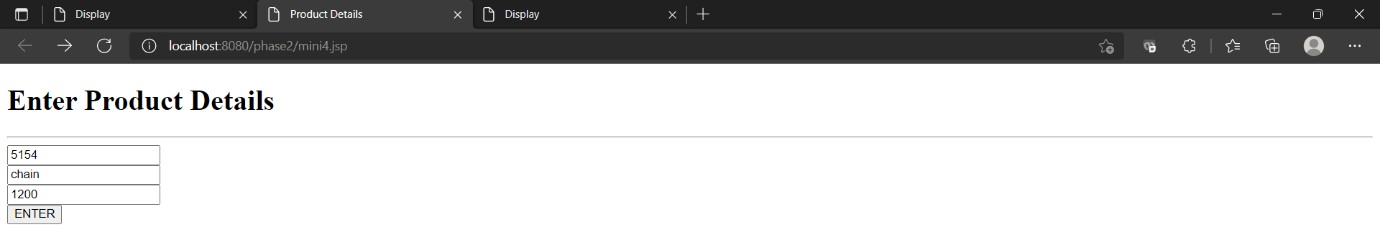 Display
Product Details
Display
localhost:8080/phase2/mini4.jsp
Enter Product Details
5154
chain
1200
ENTER